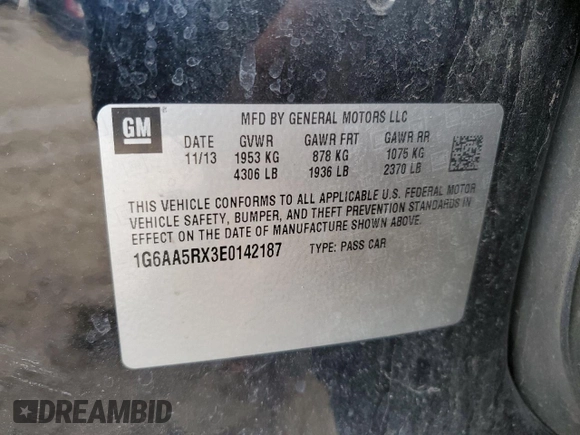 GM
MFD BY GENERAL MOTORS LLC
DATE GVWR GAWR FRT GAWR RR
11/13 1953 KG 878 KG 1075 KG
4306 LB 1936 LB 2370 LB
THIS VEHICLE CONFORMS TO ALL APPLICABLE U.S. FEDERAL MOTOR
VEHICLE SAFETY, BUMPER, AND THEFT PREVENTION STANDARDS IN
EFFECT ON THE DATE OF MANUFACTURE SHOWN ABOVE.
1G6AA5RX3E0142187 TYPE: PASS CAR
DREAMBID